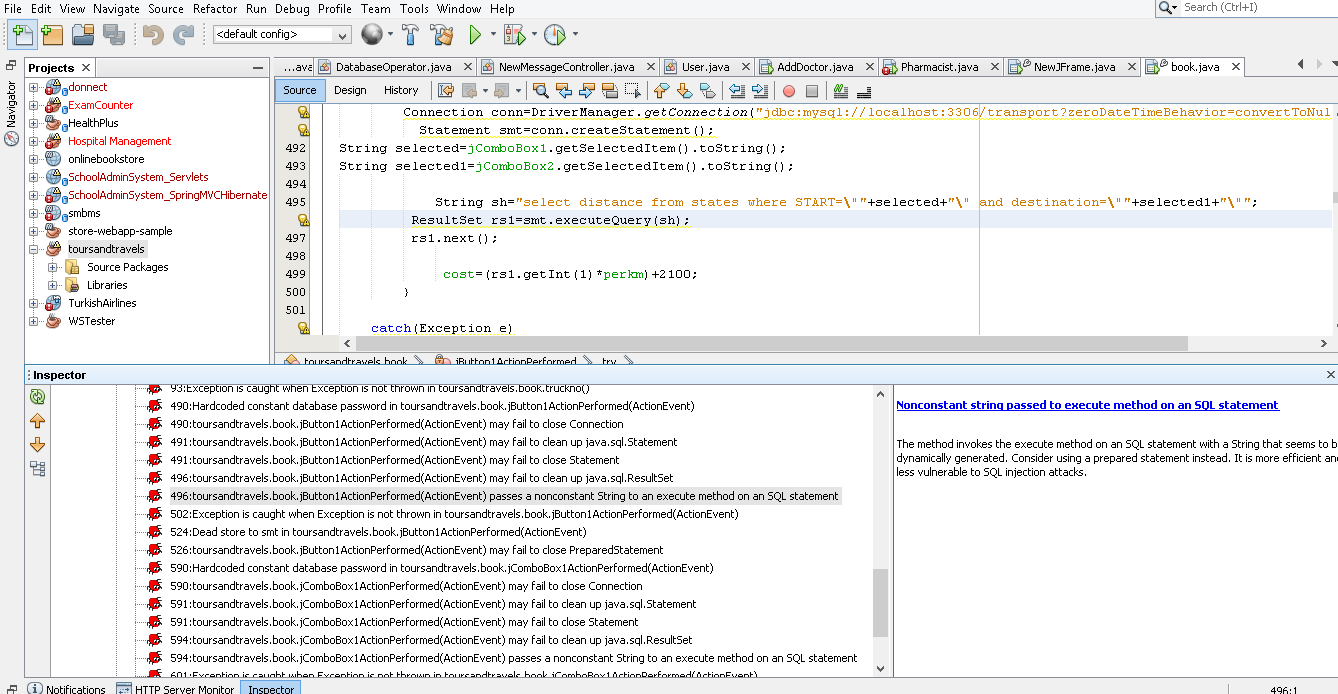 File Edit View Navigate Source Refactor Run Debug Profile Team Tools Window Help
Search (Ctrl+I)
<default config>
Projects
...ava DatabaseOperator.java NewMessageController.java User.java AddDoctor.java Pharmacist.java NewJFrame.java book.java
Navigator
Source Design History
donnect
ExamCounter
HealthPlus
Hospital Management
onlinebookstore
SchoolAdminSystem_Servlets
SchoolAdminSystem_SpringMVCHibernate
smbms
store-webapp-sample
toursandtravels
Source Packages
Libraries
TurkishAirlines
WSTester
Connection conn=DriverManager.getConnection("jdbc:mysql://localhost:3306/transport?zeroDateTimeBehavior=convertToNul
Statement smt=conn.createStatement();
492 String selected=jComboBox1.getSelectedItem().toString();
493 String selected1=jComboBox2.getSelectedItem().toString();
494
495 String sh="select distance from states where START=\""+selected+"\" and destination=\""+selected1+"\"";
ResultSet rs1=smt.executeQuery(sh);
497 rs1.next();
498
499 cost=(rs1.getInt(1)*perkm)+2100;
500 }
501
catch(Exception e)
toursandtravels.book jButton1ActionPerformed try
Inspector
93:Exception is caught when Exception is not thrown in toursandtravels.book.truckno()
490:Hardcoded constant database password in toursandtravels.book.jButton1ActionPerformed(ActionEvent)
490:toursandtravels.book.jButton1ActionPerformed(ActionEvent) may fail to close Connection
491:toursandtravels.book.jButton1ActionPerformed(ActionEvent) may fail to clean up java.sql.Statement
491:toursandtravels.book.jButton1ActionPerformed(ActionEvent) may fail to close Statement
496:toursandtravels.book.jButton1ActionPerformed(ActionEvent) may fail to clean up java.sql.ResultSet
496:toursandtravels.book.jButton1ActionPerformed(ActionEvent) passes a nonconstant String to an execute method on an SQL statement
502:Exception is caught when Exception is not thrown in toursandtravels.book.jButton1ActionPerformed(ActionEvent)
524:Dead store to smt in toursandtravels.book.jButton1ActionPerformed(ActionEvent)
526:toursandtravels.book.jButton1ActionPerformed(ActionEvent) may fail to close PreparedStatement
590:Hardcoded constant database password in toursandtravels.book.jComboBox1ActionPerformed(ActionEvent)
590:toursandtravels.book.jComboBox1ActionPerformed(ActionEvent) may fail to close Connection
591:toursandtravels.book.jComboBox1ActionPerformed(ActionEvent) may fail to clean up java.sql.Statement
591:toursandtravels.book.jComboBox1ActionPerformed(ActionEvent) may fail to close Statement
594:toursandtravels.book.jComboBox1ActionPerformed(ActionEvent) may fail to clean up java.sql.ResultSet
594:toursandtravels.book.jComboBox1ActionPerformed(ActionEvent) passes a nonconstant String to an execute method on an SQL statement
601:Exception is caught when Exception is not thrown in toursandtravels.book.jComboBox1ActionPerformed(ActionEvent)
Nonconstant string passed to execute method on an SQL statement
The method invokes the execute method on an SQL statement with a String that seems to b
dynamically generated. Consider using a prepared statement instead. It is more efficient an
less vulnerable to SQL injection attacks.
Notifications HTTP Server Monitor Inspector
496:1